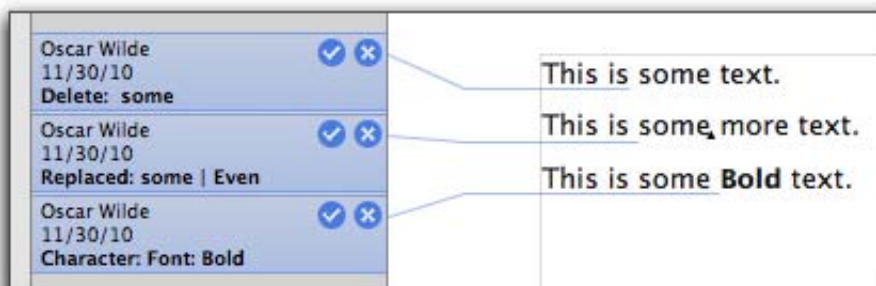 Oscar Wilde
11/30/10
Delete: some
Oscar Wilde
11/30/10
Replaced: some | Even
Oscar Wilde
11/30/10
Character: Font: Bold
This is some text.
This is some more text.
This is some Bold text.